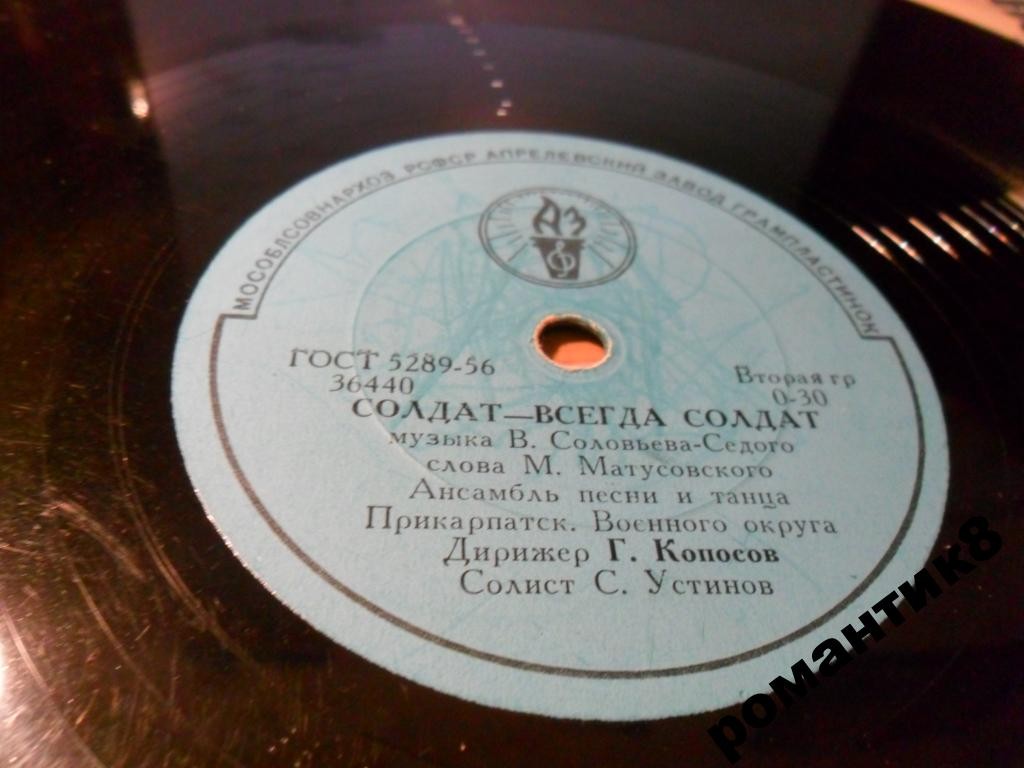 МОСОБЛСОВНАРХОЗ РСФСР АПРЕЛЕВСКИЙ ЗАВОД ГРАМПЛАСТИНОК
АЗ
ГОСТ 5289-56
36440
Вторая гр
0-30
СОЛДАТ—ВСЕГДА СОЛДАТ
музыка В. Соловьева-Седого
слова М. Матусовского
Ансамбль песни и танца
Прикарпатск. Военного округа
Дирижер Г. Копосов
Солист С. Устинов
романтик8